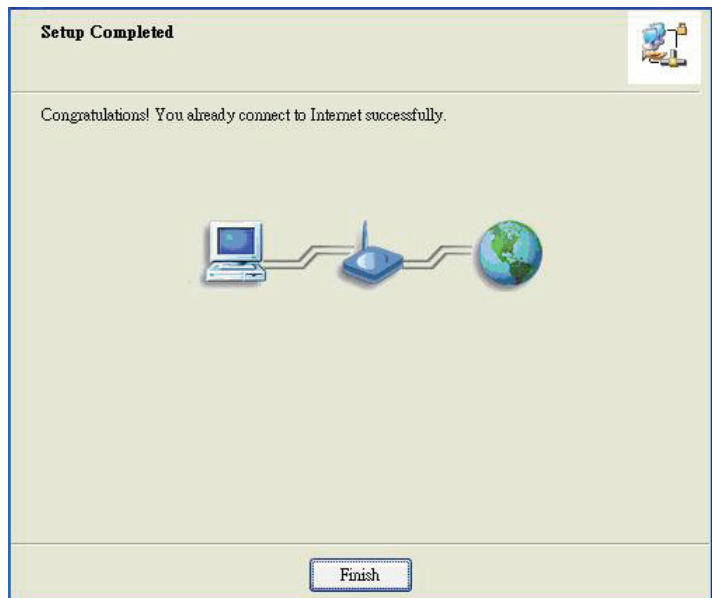 Setup Completed
Congratulations! You already connect to Internet successfully.
Finish